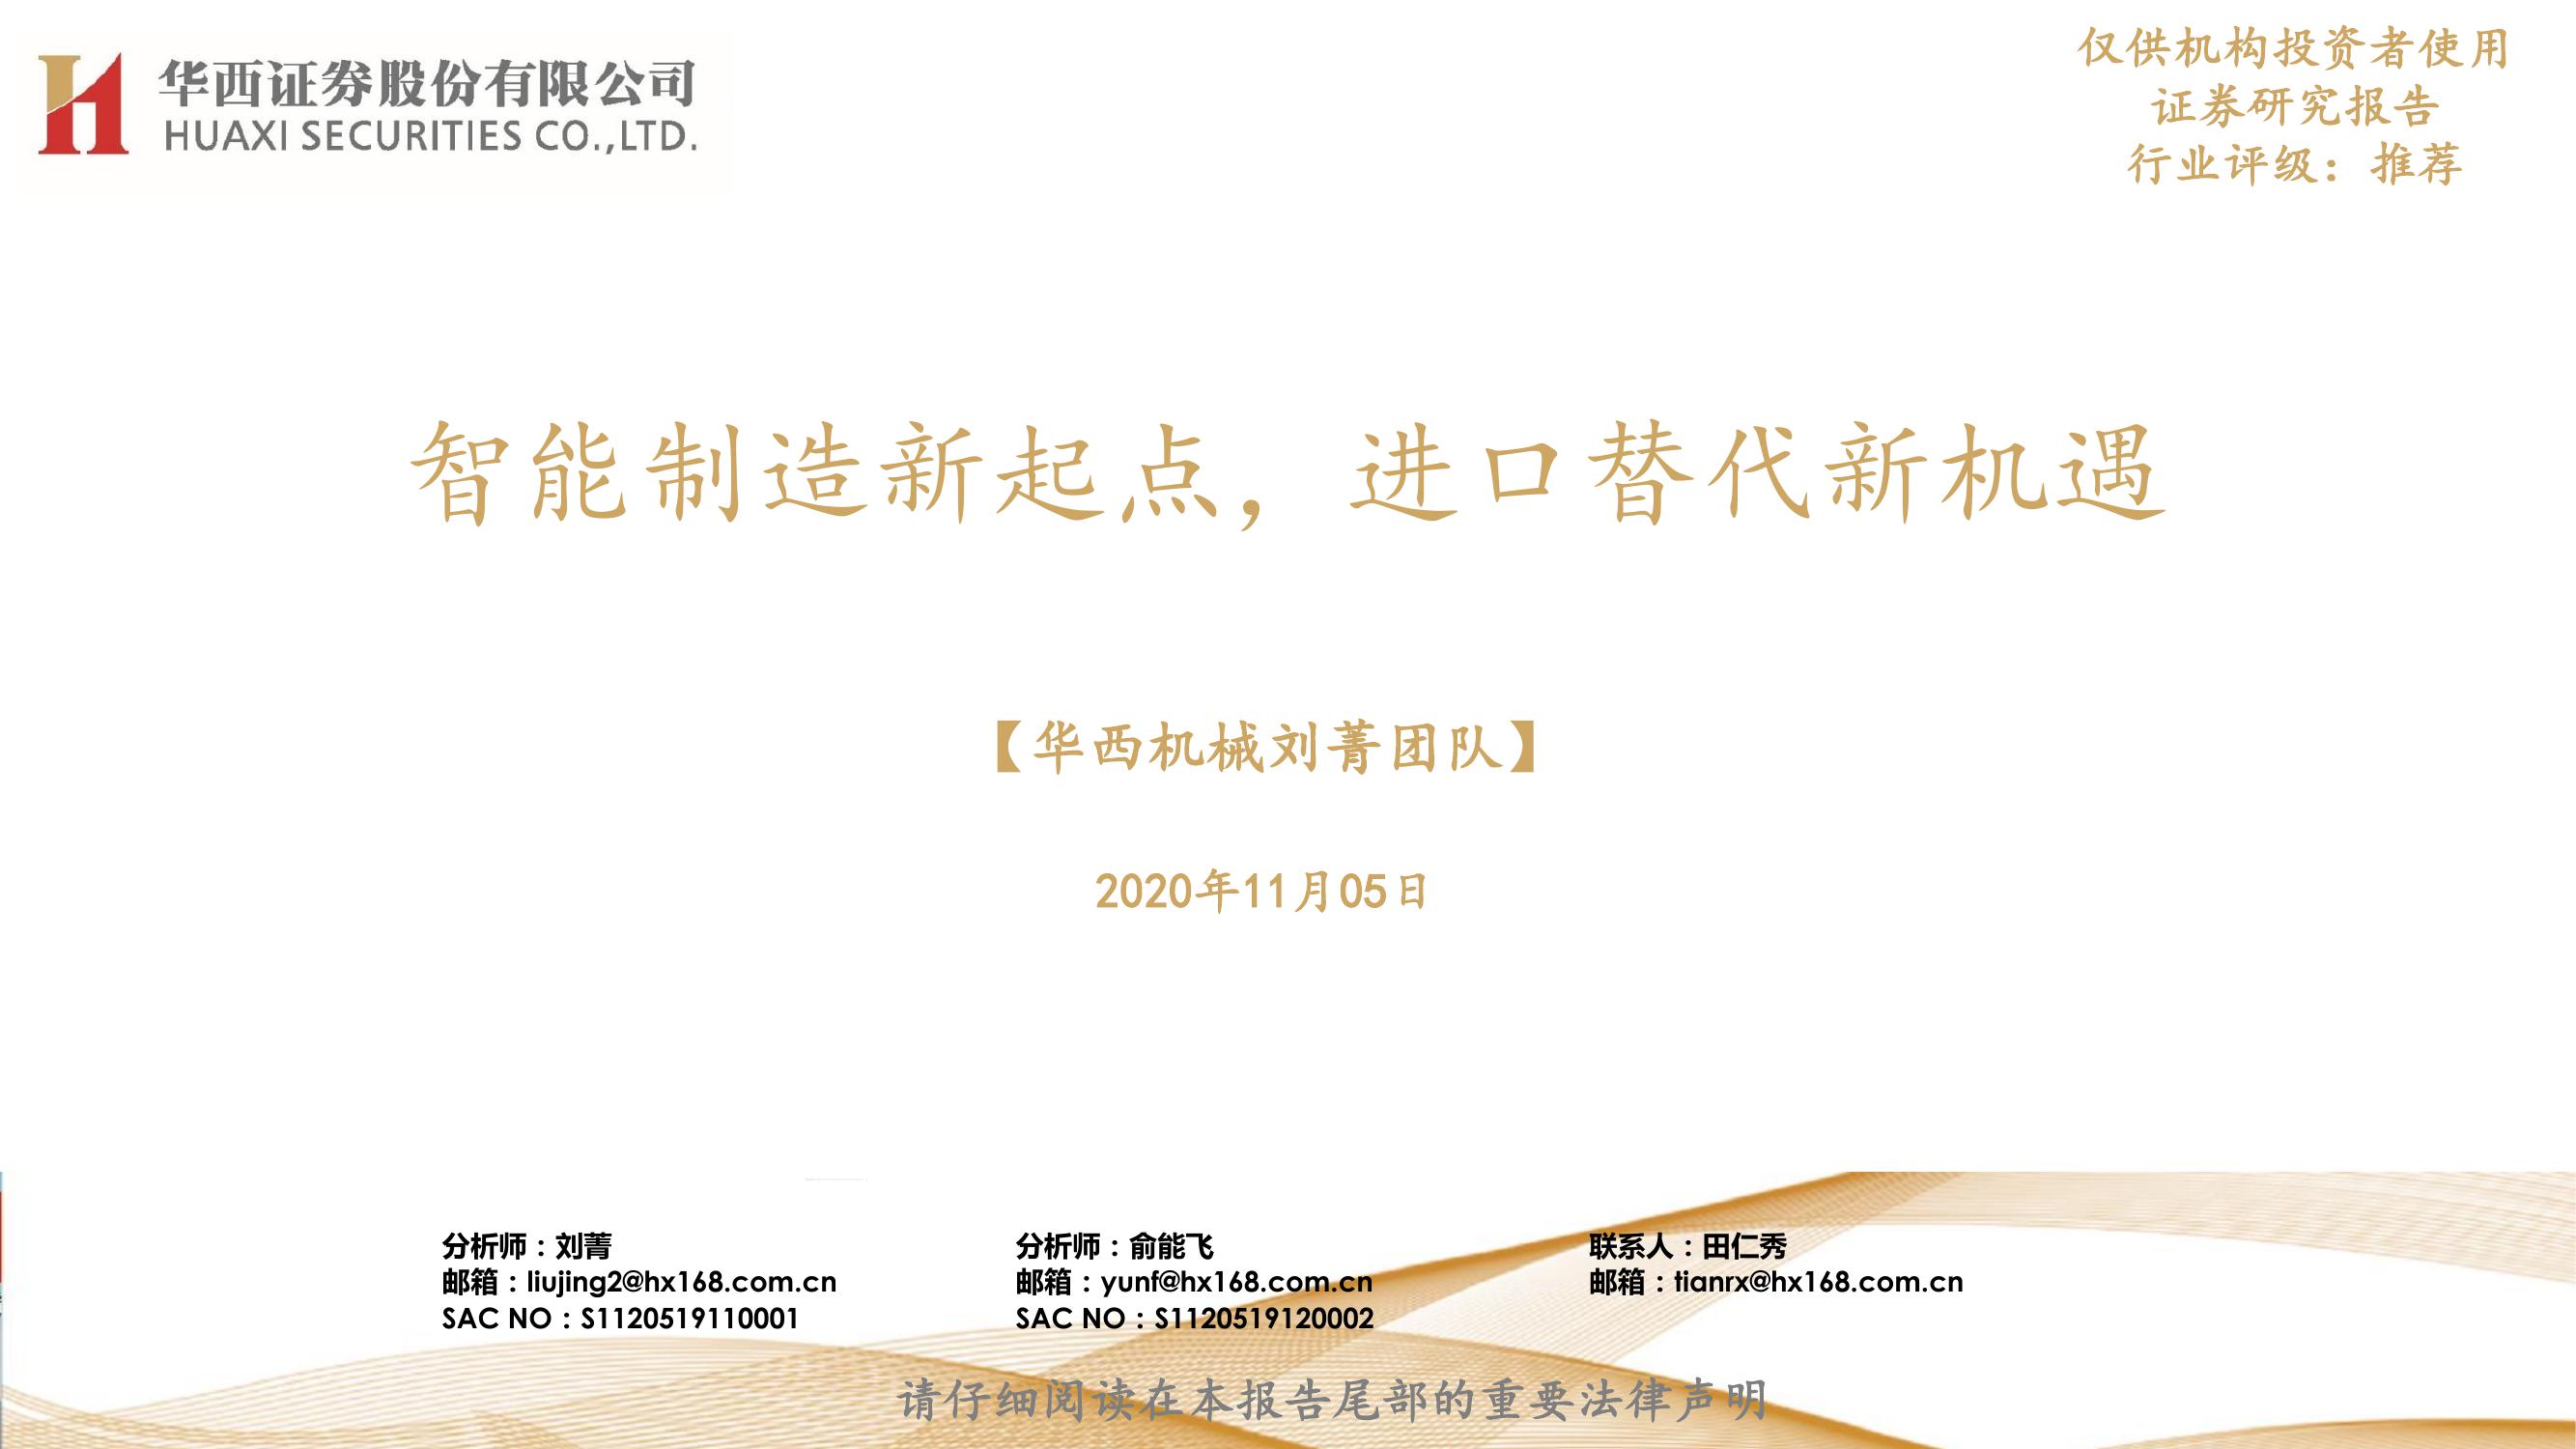 华西证券股份有限公司
HUAXI SECURITIES CO.,LTD.
仅供机构投资者使用
证券研究报告
行业评级：推荐
智能制造新起点，进口替代新机遇
【华西机械刘菁团队】
2020年11月05日
分析师：刘菁
邮箱：liujing2@hx168.com.cn
SAC NO：S1120519110001
分析师：俞能飞
邮箱：yunf@hx168.com.cn
SAC NO：S1120519120002
联系人：田仁秀
邮箱：tianrx@hx168.com.cn
请仔细阅读在本报告尾部的重要法律声明